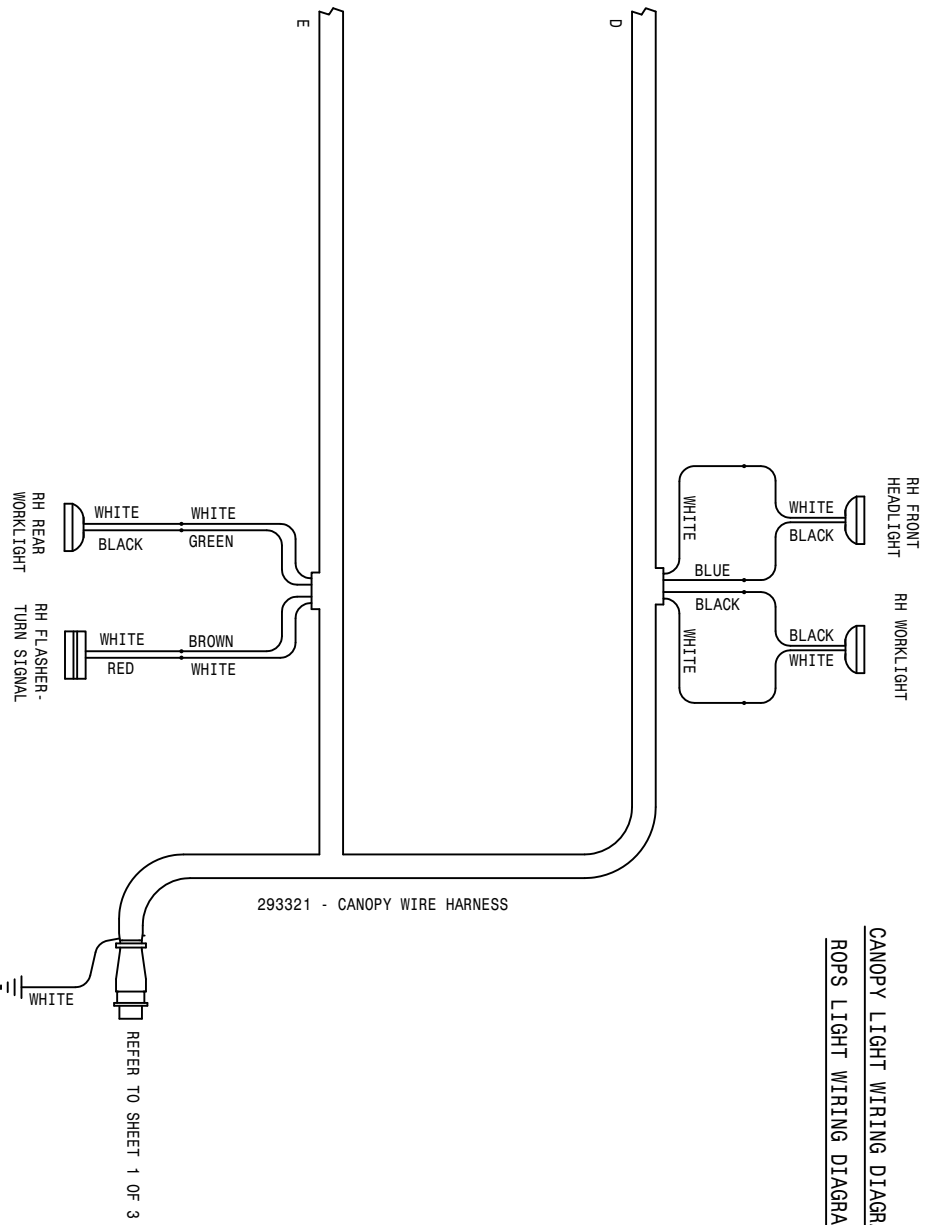 E
D
RH FRONT
HEADLIGHT
RH WORKLIGHT
WHITE
BLACK
BLACK
WHITE
WHITE
BLUE
BLACK
WHITE
WHITE
BLACK
WHITE
GREEN
WHITE
RED
BROWN
WHITE
RH REAR
WORKLIGHT
RH FLASHER-
TURN SIGNAL
293321 - CANOPY WIRE HARNESS
WHITE
REFER TO SHEET 1 OF 3
CANOPY LIGHT WIRING DIAGR
ROPS LIGHT WIRING DIAGRA